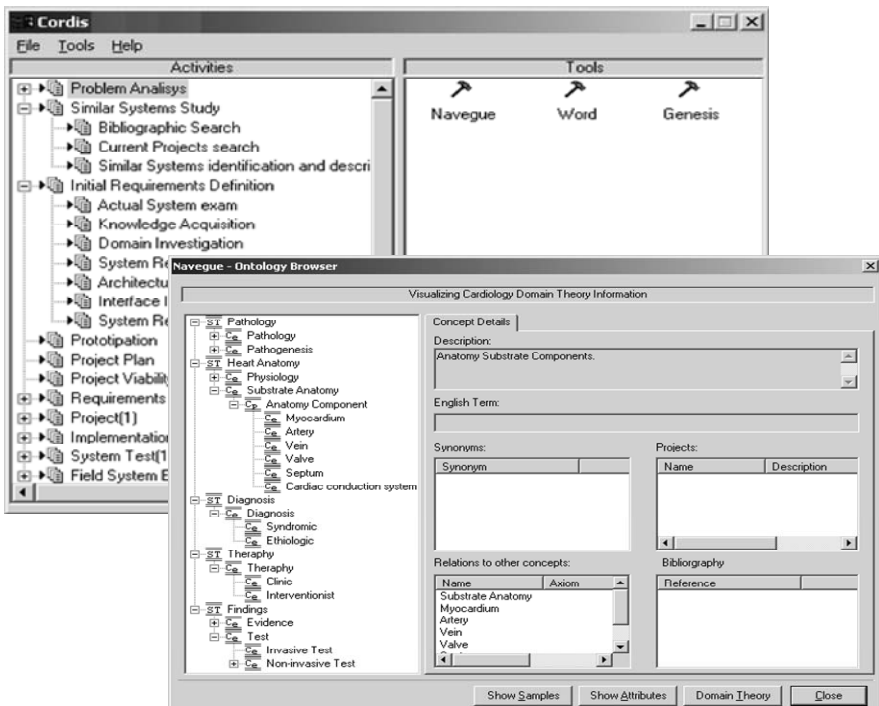 Cordis
File Tools Help
Activities
Tools
Problem Analisys
Similar Systems Study
Bibliographic Search
Current Projects search
Similar Systems identification and descri
Initial Requirements Definition
Actual System exam
Knowledge Acquisition
Domain Investigation
System Re
Architectu
Interface I
System Re
Prototipation
Project Plan
Project Viabilit
Requirements
Project(1)
Implementation
System Test(1
Field System E
Navegue Word Genesis
Navegue - Ontology Browser
Visualizing Cardiology Domain Theory Information
ST Pathology
Ce Pathology
Ce Pathogenesis
ST Heart Anatomy
Ce Physiology
Ce Substrate Anatomy
Cp Anatomy Component
Ce Myocardium
Ce Artery
Ce Vein
Ce Valve
Ce Septum
Ce Cardiac conduction system
ST Diagnosis
Ce Diagnosis
Ce Syndromic
Ce Ethiologic
ST Theraphy
Ce Theraphy
Ce Clinic
Ce Interventionist
ST Findings
Ce Evidence
Ce Test
Ce Invasive Test
Ce Non-invasive Test
Concept Details
Description:
Anatomy Substrate Components.
English Term:
Synonyms:
Synonym
Projects:
Name Description
Relations to other concepts:
Name Axiom
Substrate Anatomy
Myocardium
Artery
Vein
Valve
Bibliorgraphy
Reference
Show Samples Show Attributes Domain Theory Close